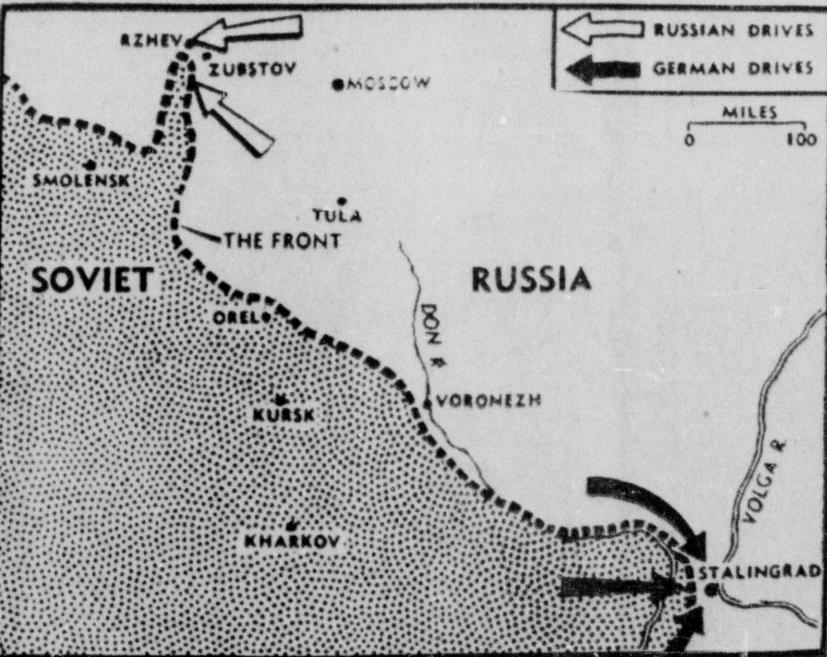 RZHEV
ZUBSTOV
MOSCOW
RUSSIAN DRIVES
GERMAN DRIVES
MILES
0 100
SMOLENSK
TULA
THE FRONT
SOVIET RUSSIA
OREL
DON R
VORONEZH
KURSK
VOLGA R.
KHARKOV
STALINGRAD